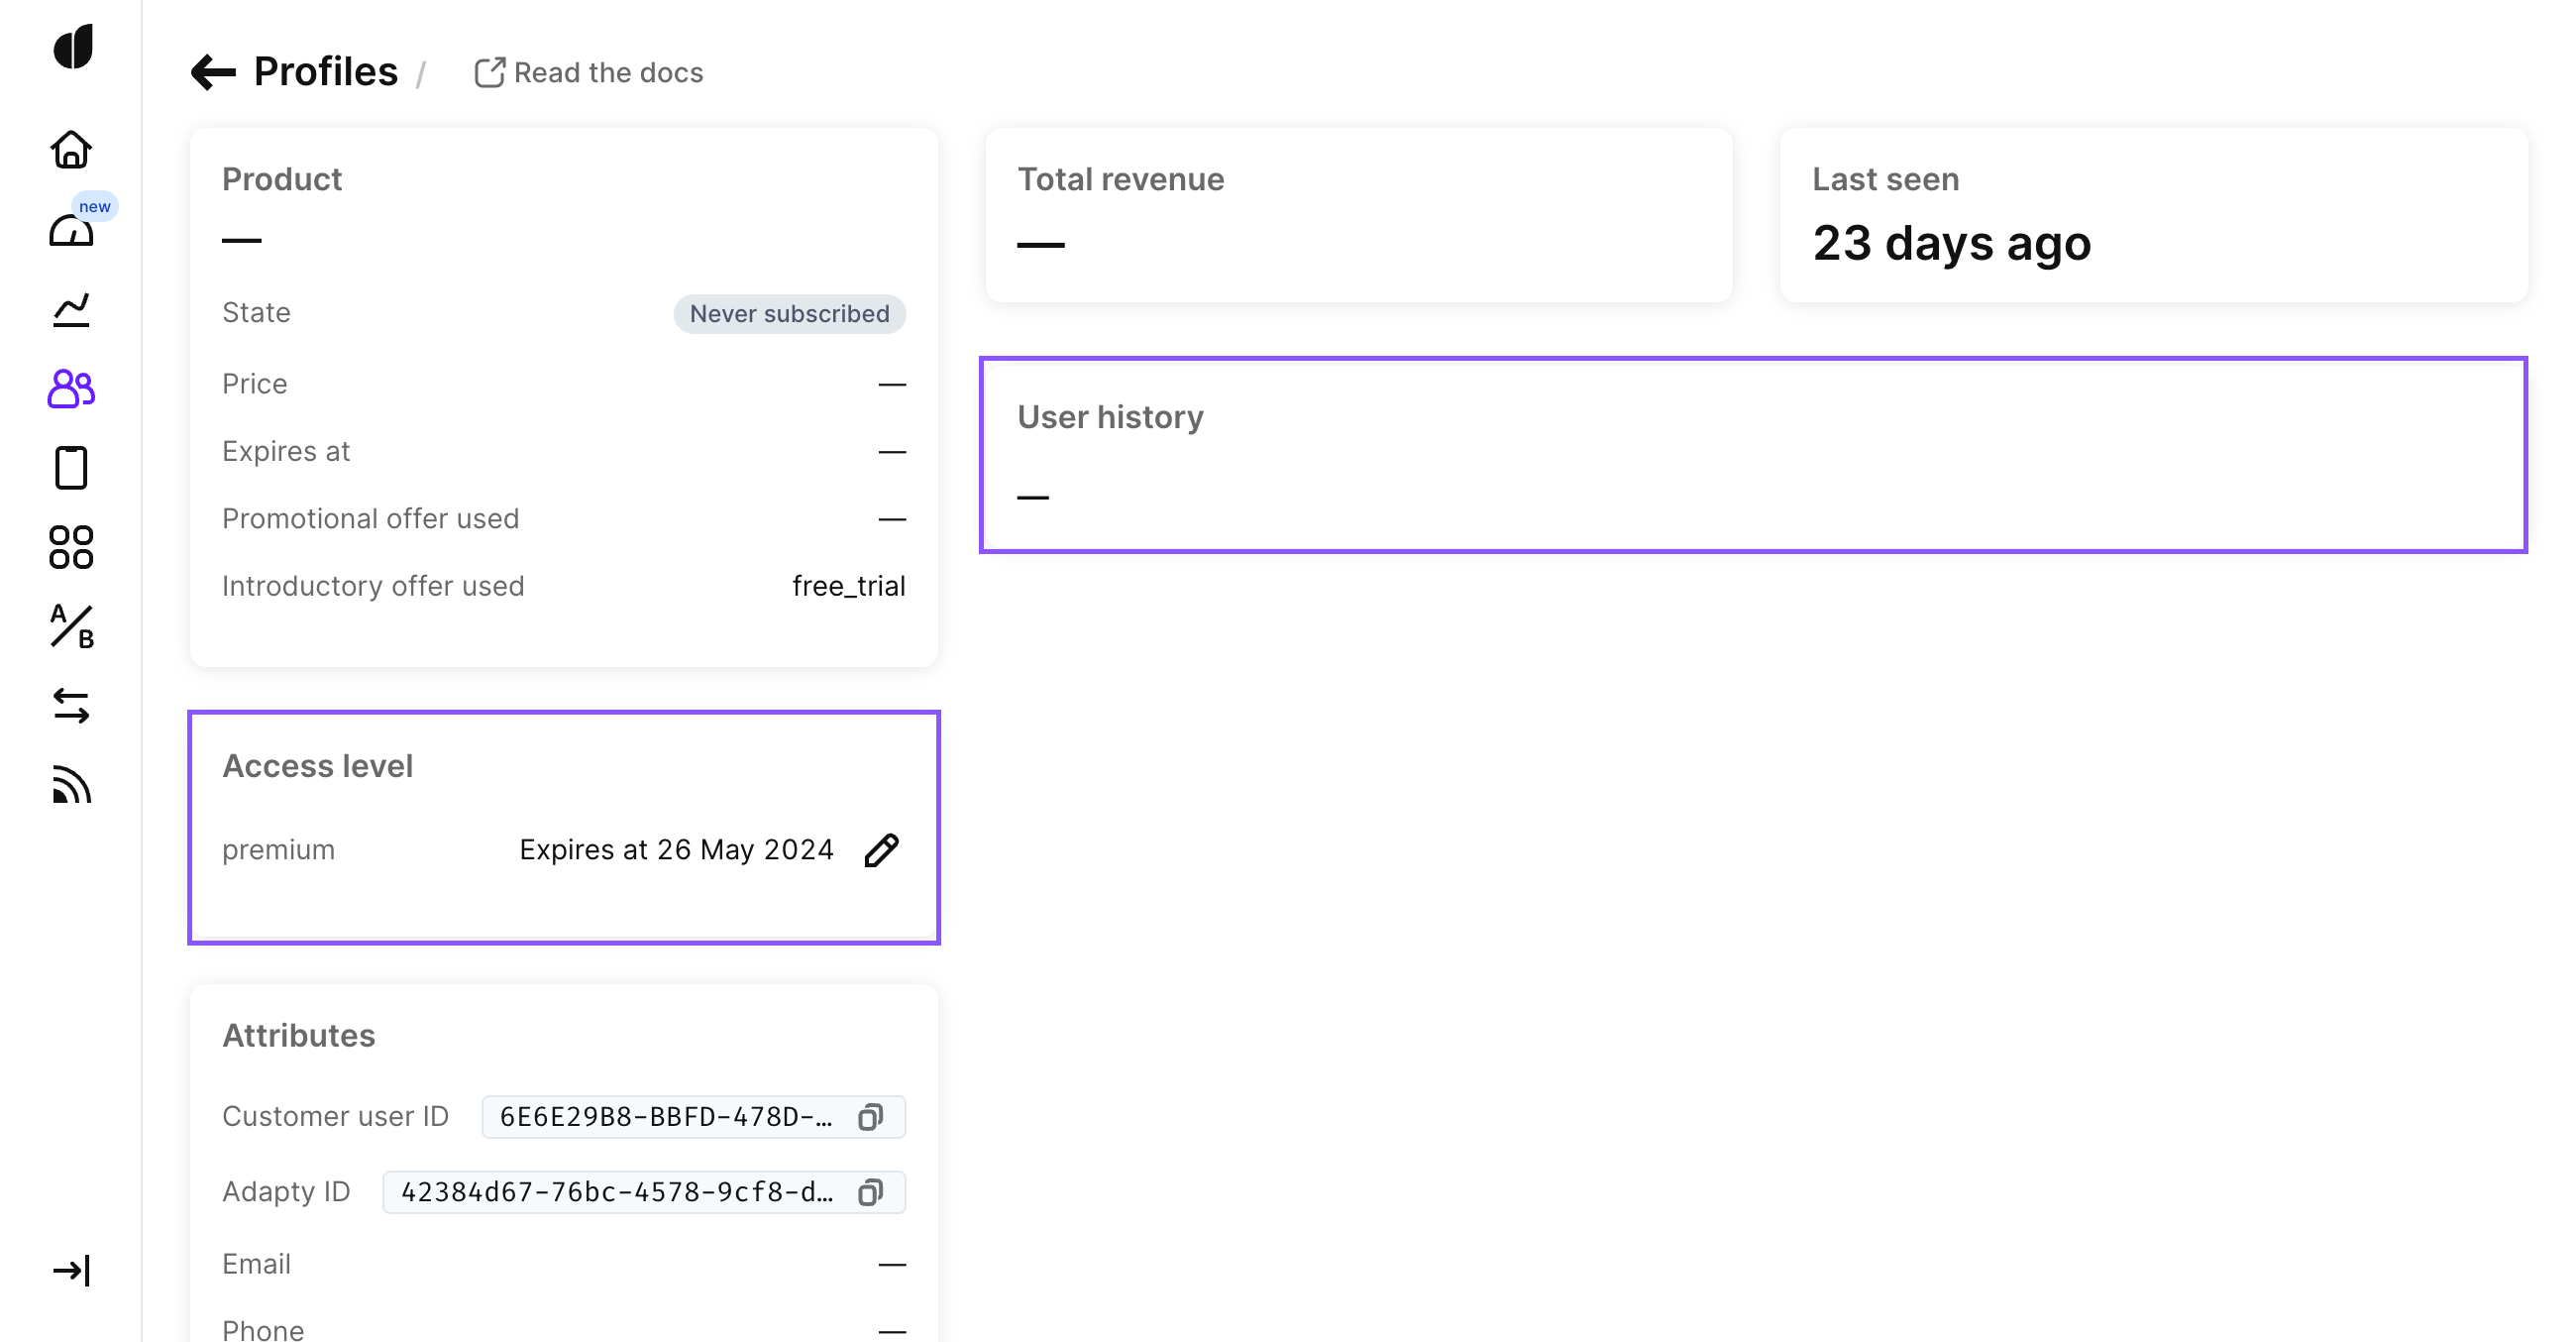 Profiles / Read the docs
new
Product
—
State Never subscribed
Price —
Expires at —
Promotional offer used —
Introductory offer used free_trial
Total revenue
—
Last seen
23 days ago
User history
—
A/B
Access level
premium Expires at 26 May 2024
Attributes
Customer user ID 6E6E29B8-BBFD-478D-…
Adapty ID 42384d67-76bc-4578-9cf8-d…
Email —
Phone —